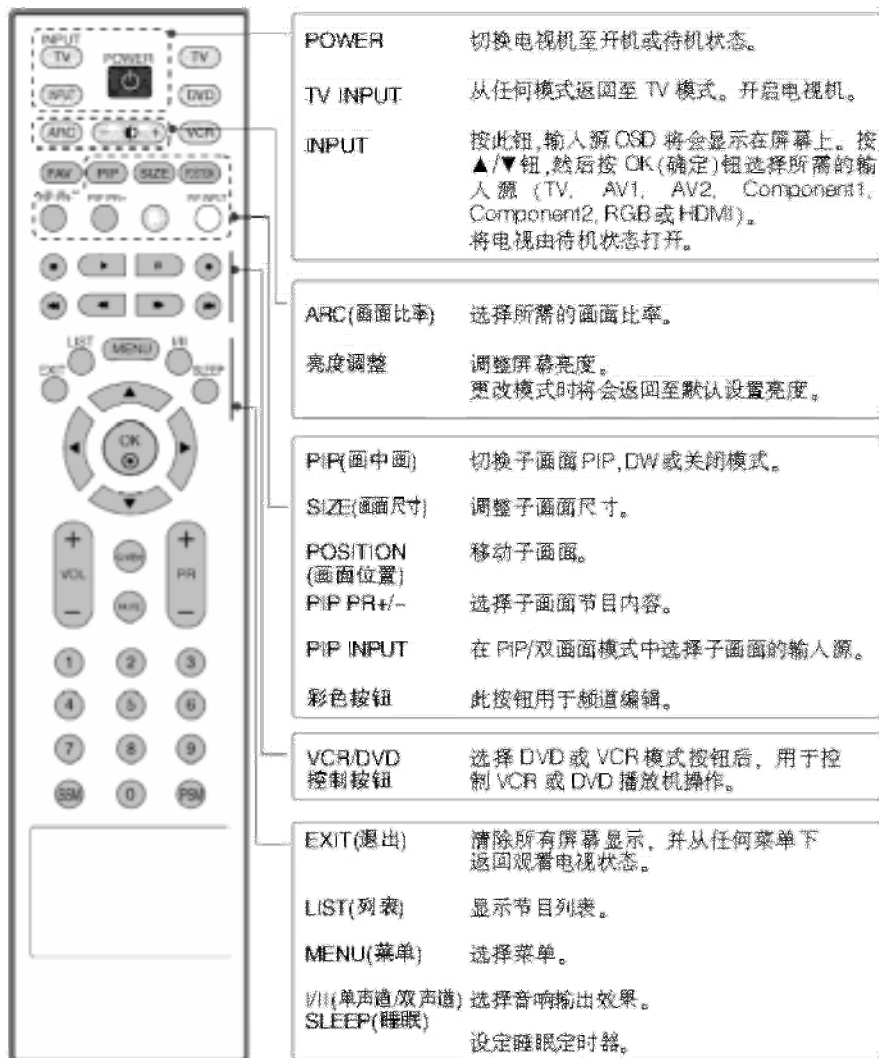 INPUT
TV
POWER
TV
INPUT
DVD
ARC
VCR
FAV
PIP
SIZE
POSITION
PIP PR-
PIP PR+
PIP INPUT
LIST
MENU
I/II
EXIT
SLEEP
OK
VOL
PR
MUTE
1 2 3
4 5 6
7 8 9
SSM 0 PSM
POWER 切换电视机至开机或待机状态。
TV INPUT 从任何模式返回至 TV 模式。开启电视机。
INPUT 按此钮,输入源 OSD 将会显示在屏幕上。按
▲/▼钮,然后按 OK(确定)钮选择所需的输
入源 (TV, AV1, AV2, Component1,
Component2, RGB或 HDMI)。
将电视由待机状态打开。
ARC(画面比率) 选择所需的画面比率。
亮度调整 调整屏幕亮度。
更改模式时将会返回至默认设置亮度。
PIP(画中画) 切换子画面 PIP,DW或关闭模式。
SIZE(画面尺寸) 调整子画面尺寸。
POSITION 移动子画面。
(画面位置)
PIP PR+/- 选择子画面节目内容。
PIP INPUT 在 PIP/双画面模式中选择子画面的输入源。
彩色按钮 此按钮用于频道编辑。
VCR/DVD 选择 DVD 或 VCR 模式按钮后，用于控
控制按钮 制 VCR 或 DVD 播放机操作。
EXIT(退出) 清除所有屏幕显示，并从任何菜单下
返回观看电视状态。
LIST(列表) 显示节目列表。
MENU(菜单) 选择菜单。
I/II(单声道/双声道) 选择音响输出效果。
SLEEP(睡眠)
设定睡眠定时器。